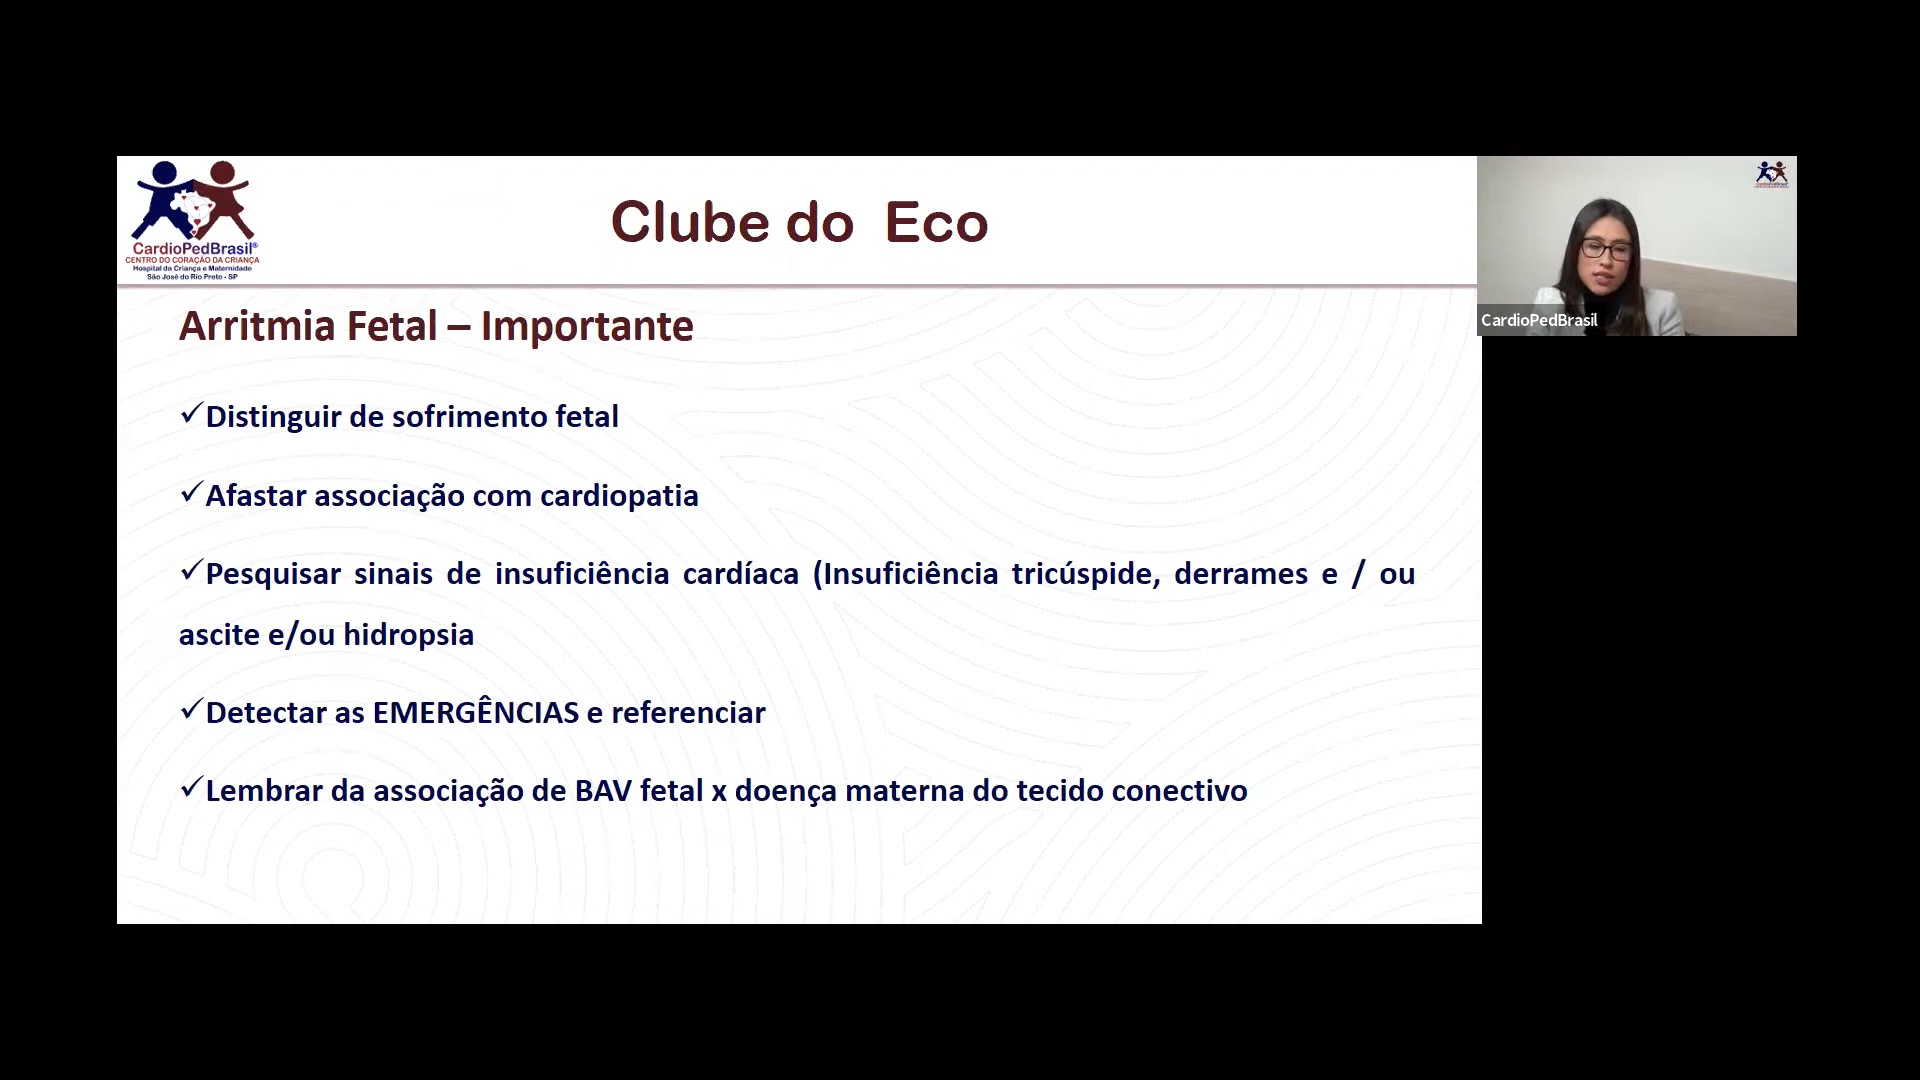 CardioPedBrasil®
CENTRO DO CORAÇÃO DA CRIANÇA
Hospital da Criança e Maternidade
São José do Rio Preto - SP
Clube do Eco
CardioPedBrasil
Arritmia Fetal – Importante
✓Distinguir de sofrimento fetal
✓Afastar associação com cardiopatia
✓Pesquisar sinais de insuficiência cardíaca (Insuficiência tricúspide, derrames e / ou
ascite e/ou hidropsia
✓Detectar as EMERGÊNCIAS e referenciar
✓Lembrar da associação de BAV fetal x doença materna do tecido conectivo